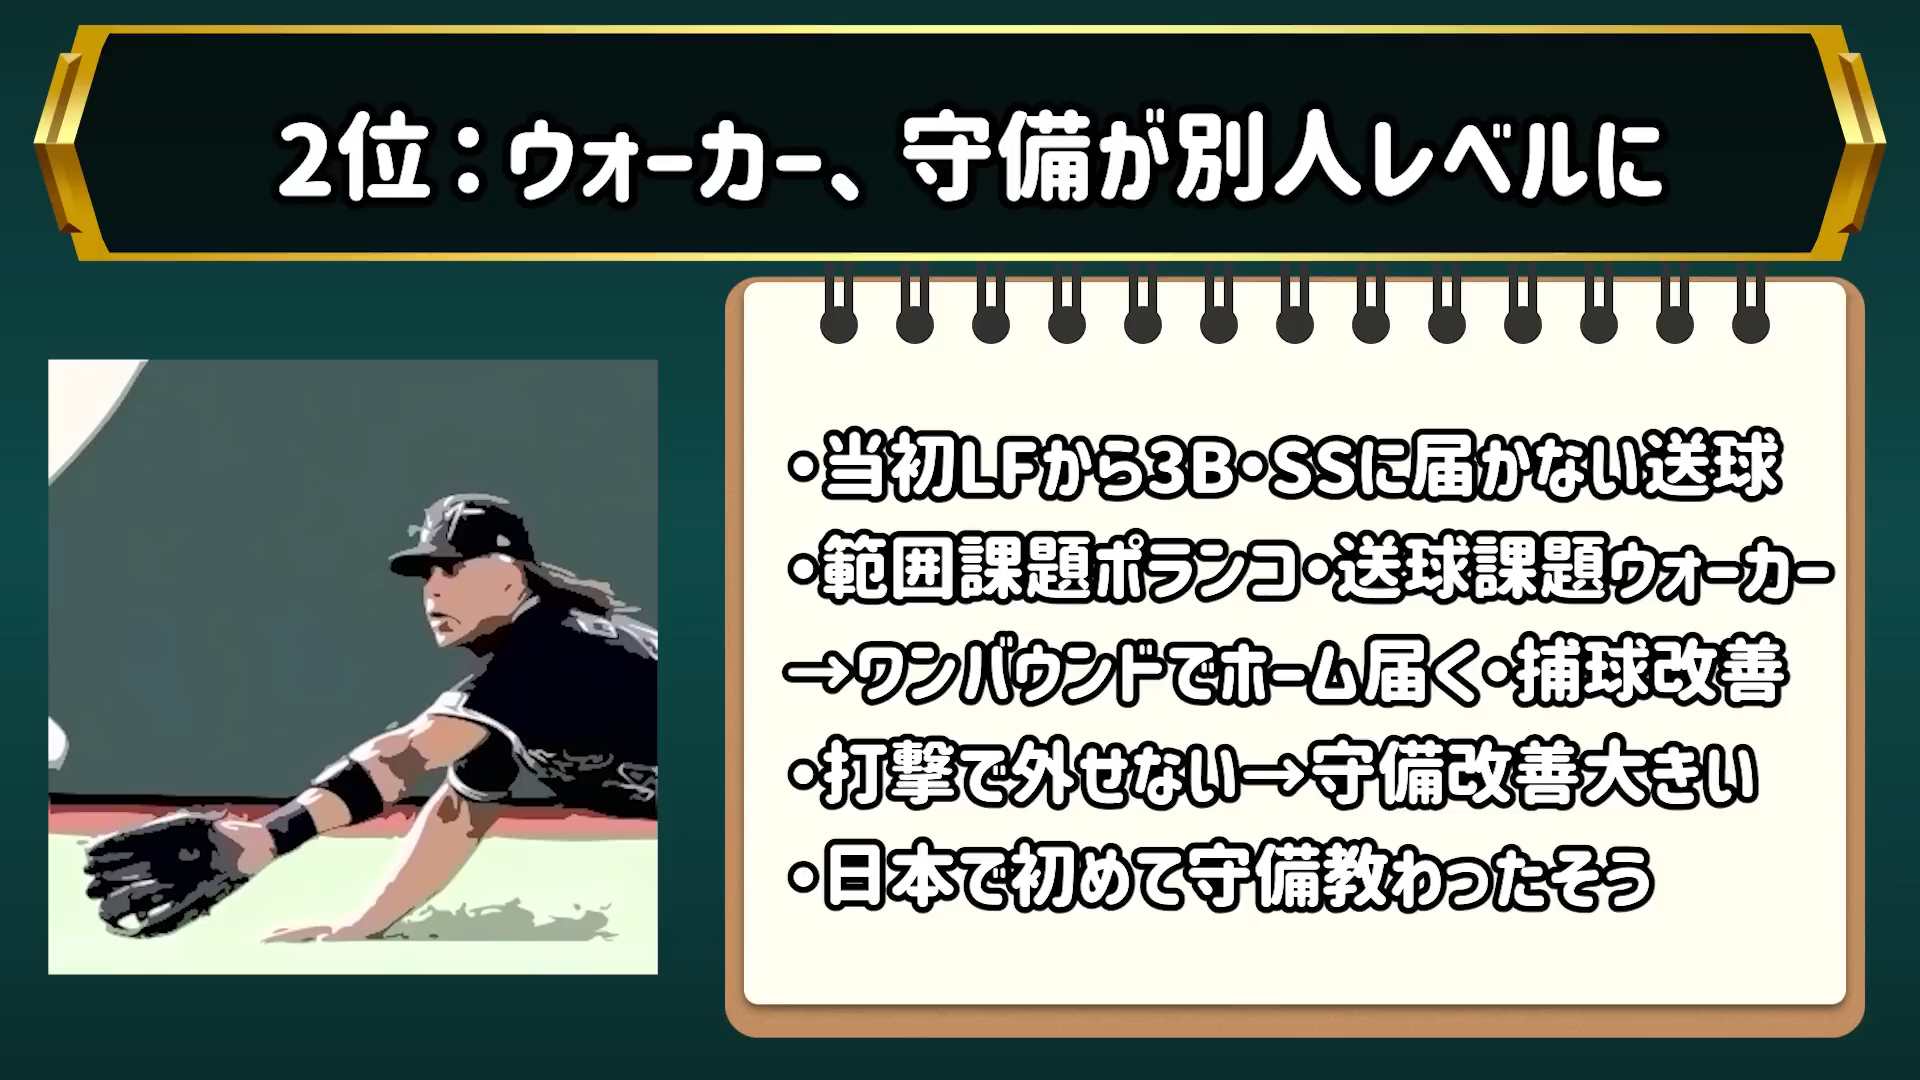 2位：ウォーカー、守備が別人レベルに
・当初LFから3B・SSに届かない送球
・範囲課題ポランコ・送球課題ウォーカー
→ワンバウンドでホーム届く・捕球改善
・打撃で外せない→守備改善大きい
・日本で初めて守備教わったそう